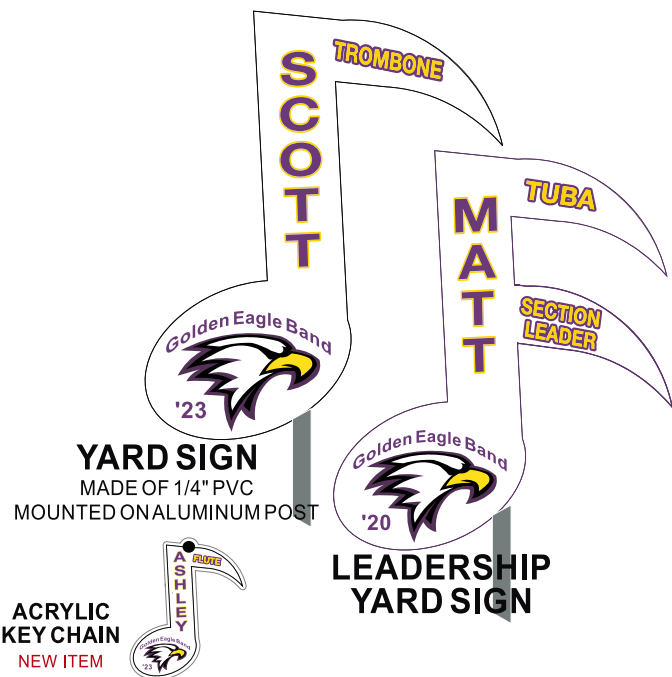 SCOTT
TROMBONE
Golden Eagle Band
'23
YARD SIGN
MADE OF 1/4" PVC
MOUNTED ON ALUMINUM POST
MATT
TUBA
SECTION
LEADER
Golden Eagle Band
'20
LEADERSHIP
YARD SIGN
ASHLEY
FLUTE
Golden Eagle Band
'23
ACRYLIC
KEY CHAIN
NEW ITEM